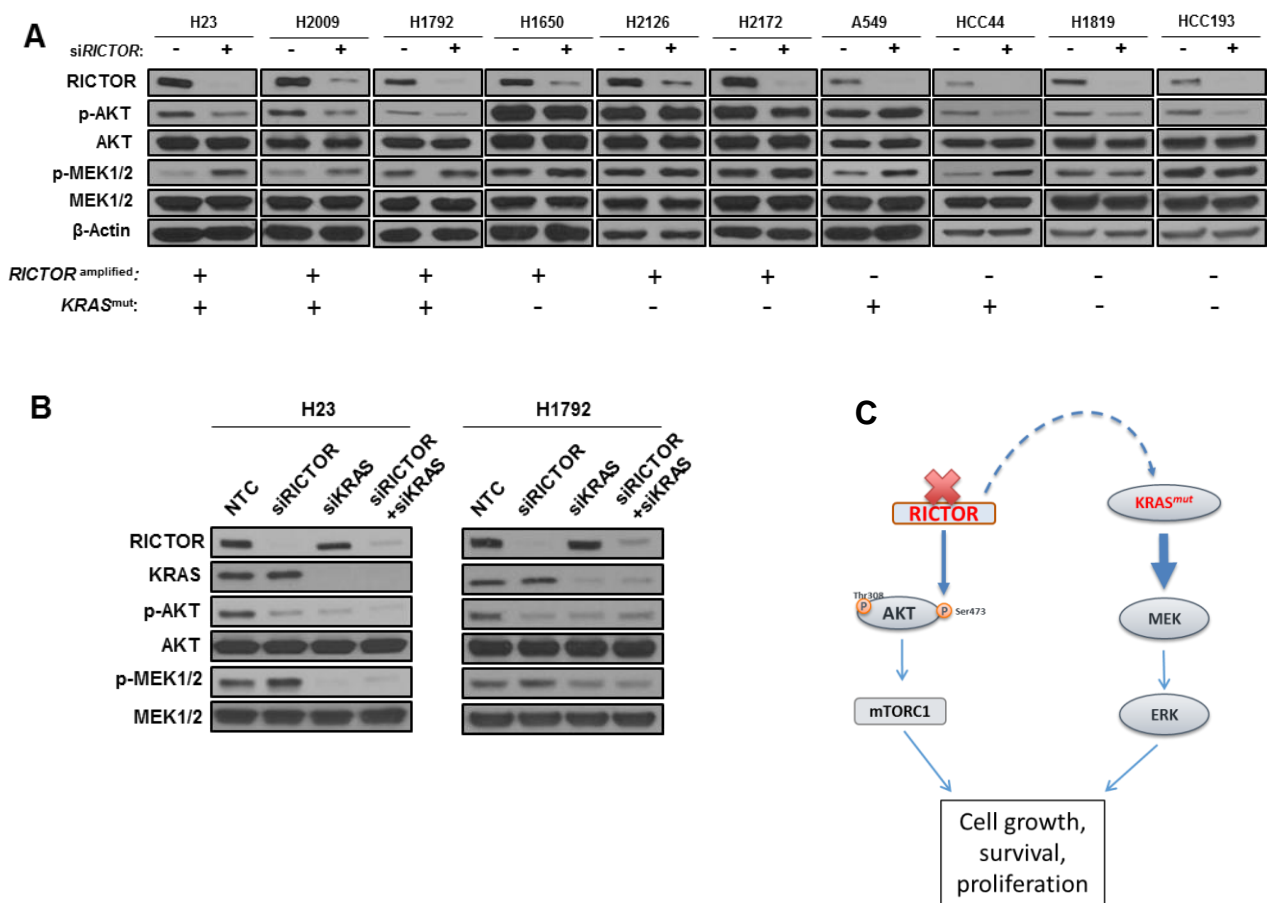 A
H23 H2009 H1792 H1650 H2126 H2172 A549 HCC44 H1819 HCC193
siRICTOR: - + - + - + - + - + - + - + - + - + - +
RICTOR
p-AKT
AKT
p-MEK1/2
MEK1/2
β-Actin
RICTOR amplified: + + + + + + - - - -
KRASmut: + + + - - - + + - -
B
H23 H1792
NTC siRICTOR siKRAS siRICTOR +siKRAS NTC siRICTOR siKRAS siRICTOR +siKRAS
RICTOR
KRAS
p-AKT
AKT
p-MEK1/2
MEK1/2
C
RICTOR
KRASmut
Thr308
P
AKT
P
Ser473
MEK
mTORC1
ERK
Cell growth,
survival,
proliferation